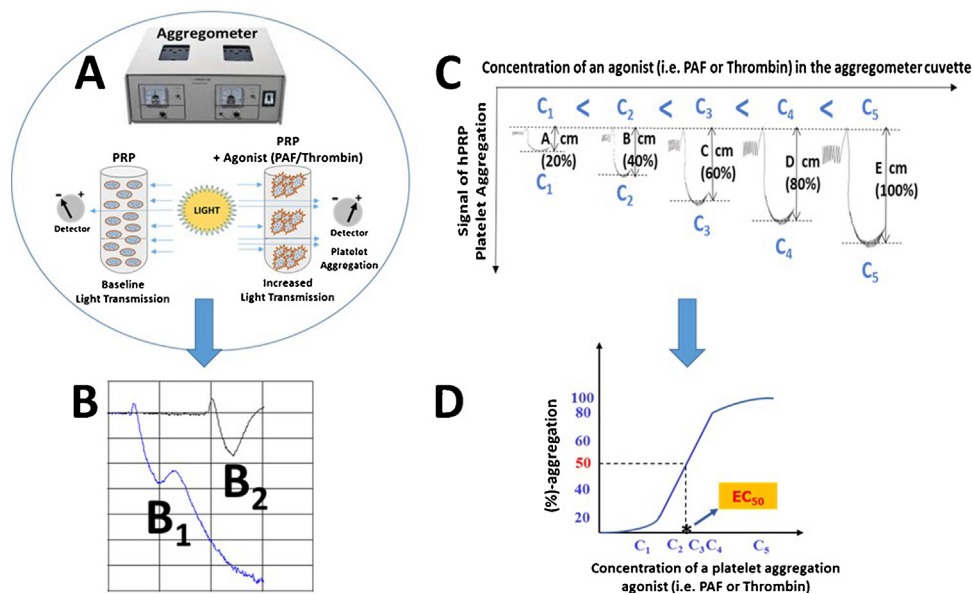 A
Aggregometer
PRP
PRP
+ Agonist (PAF/Thrombin)
- +
Detector
LIGHT
- +
Detector
Platelet
Aggregation
Baseline
Light Transmission
Increased
Light Transmission
B
B1
B2
C
Concentration of an agonist (i.e. PAF or Thrombin) in the aggregometer cuvette
C1 < C2 < C3 < C4 < C5
Signal of hPRP
Platelet Aggregation
A cm
(20%)
C1
B cm
(40%)
C2
C cm
(60%)
C3
D cm
(80%)
C4
E cm
(100%)
C5
D
(%)-aggregation
100
80
60
50
40
20
EC50
*
C1 C2 C3 C4 C5
Concentration of a platelet aggregation
agonist (i.e. PAF or Thrombin)